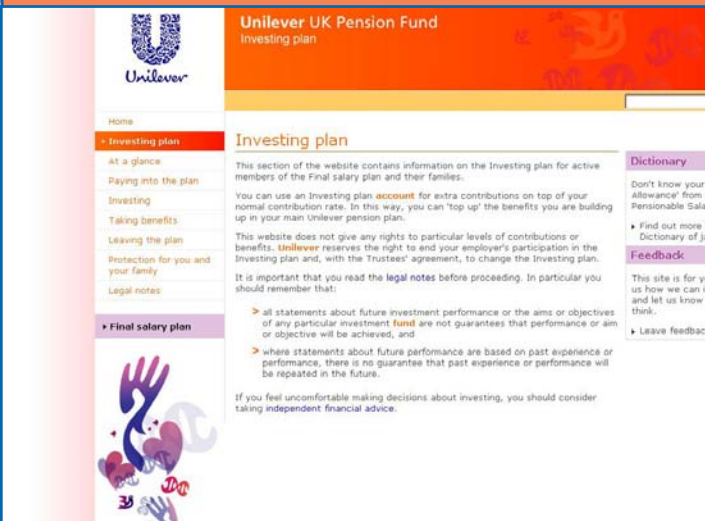 Unilever
Unilever UK Pension Fund
Investing plan
Home
Investing plan
At a glance
Paying into the plan
Investing
Taking benefits
Leaving the plan
Protection for you and
your family
Legal notes
Final salary plan
Investing plan
This section of the website contains information on the Investing plan for active
members of the Final salary plan and their families.
You can use an Investing plan account for extra contributions on top of your
normal contribution rate. In this way, you can 'top up' the benefits you are building
up in your main Unilever pension plan.
This website does not give any rights to particular levels of contributions or
benefits. Unilever reserves the right to end your employer's participation in the
Investing plan and, with the Trustees' agreement, to change the Investing plan.
It is important that you read the legal notes before proceeding. In particular you
should remember that:
> all statements about future investment performance or the aims or objectives
of any particular investment fund are not guarantees that performance or aim
or objective will be achieved, and
> where statements about future performance are based on past experience or
performance, there is no guarantee that past experience or performance will
be repeated in the future.
If you feel uncomfortable making decisions about investing, you should consider
taking independent financial advice.
Dictionary
Don't know your
Allowance' from
Pensionable Sala
Find out more
Dictionary of ja
Feedback
This site is for y
us how we can i
and let us know
think.
Leave feedbac